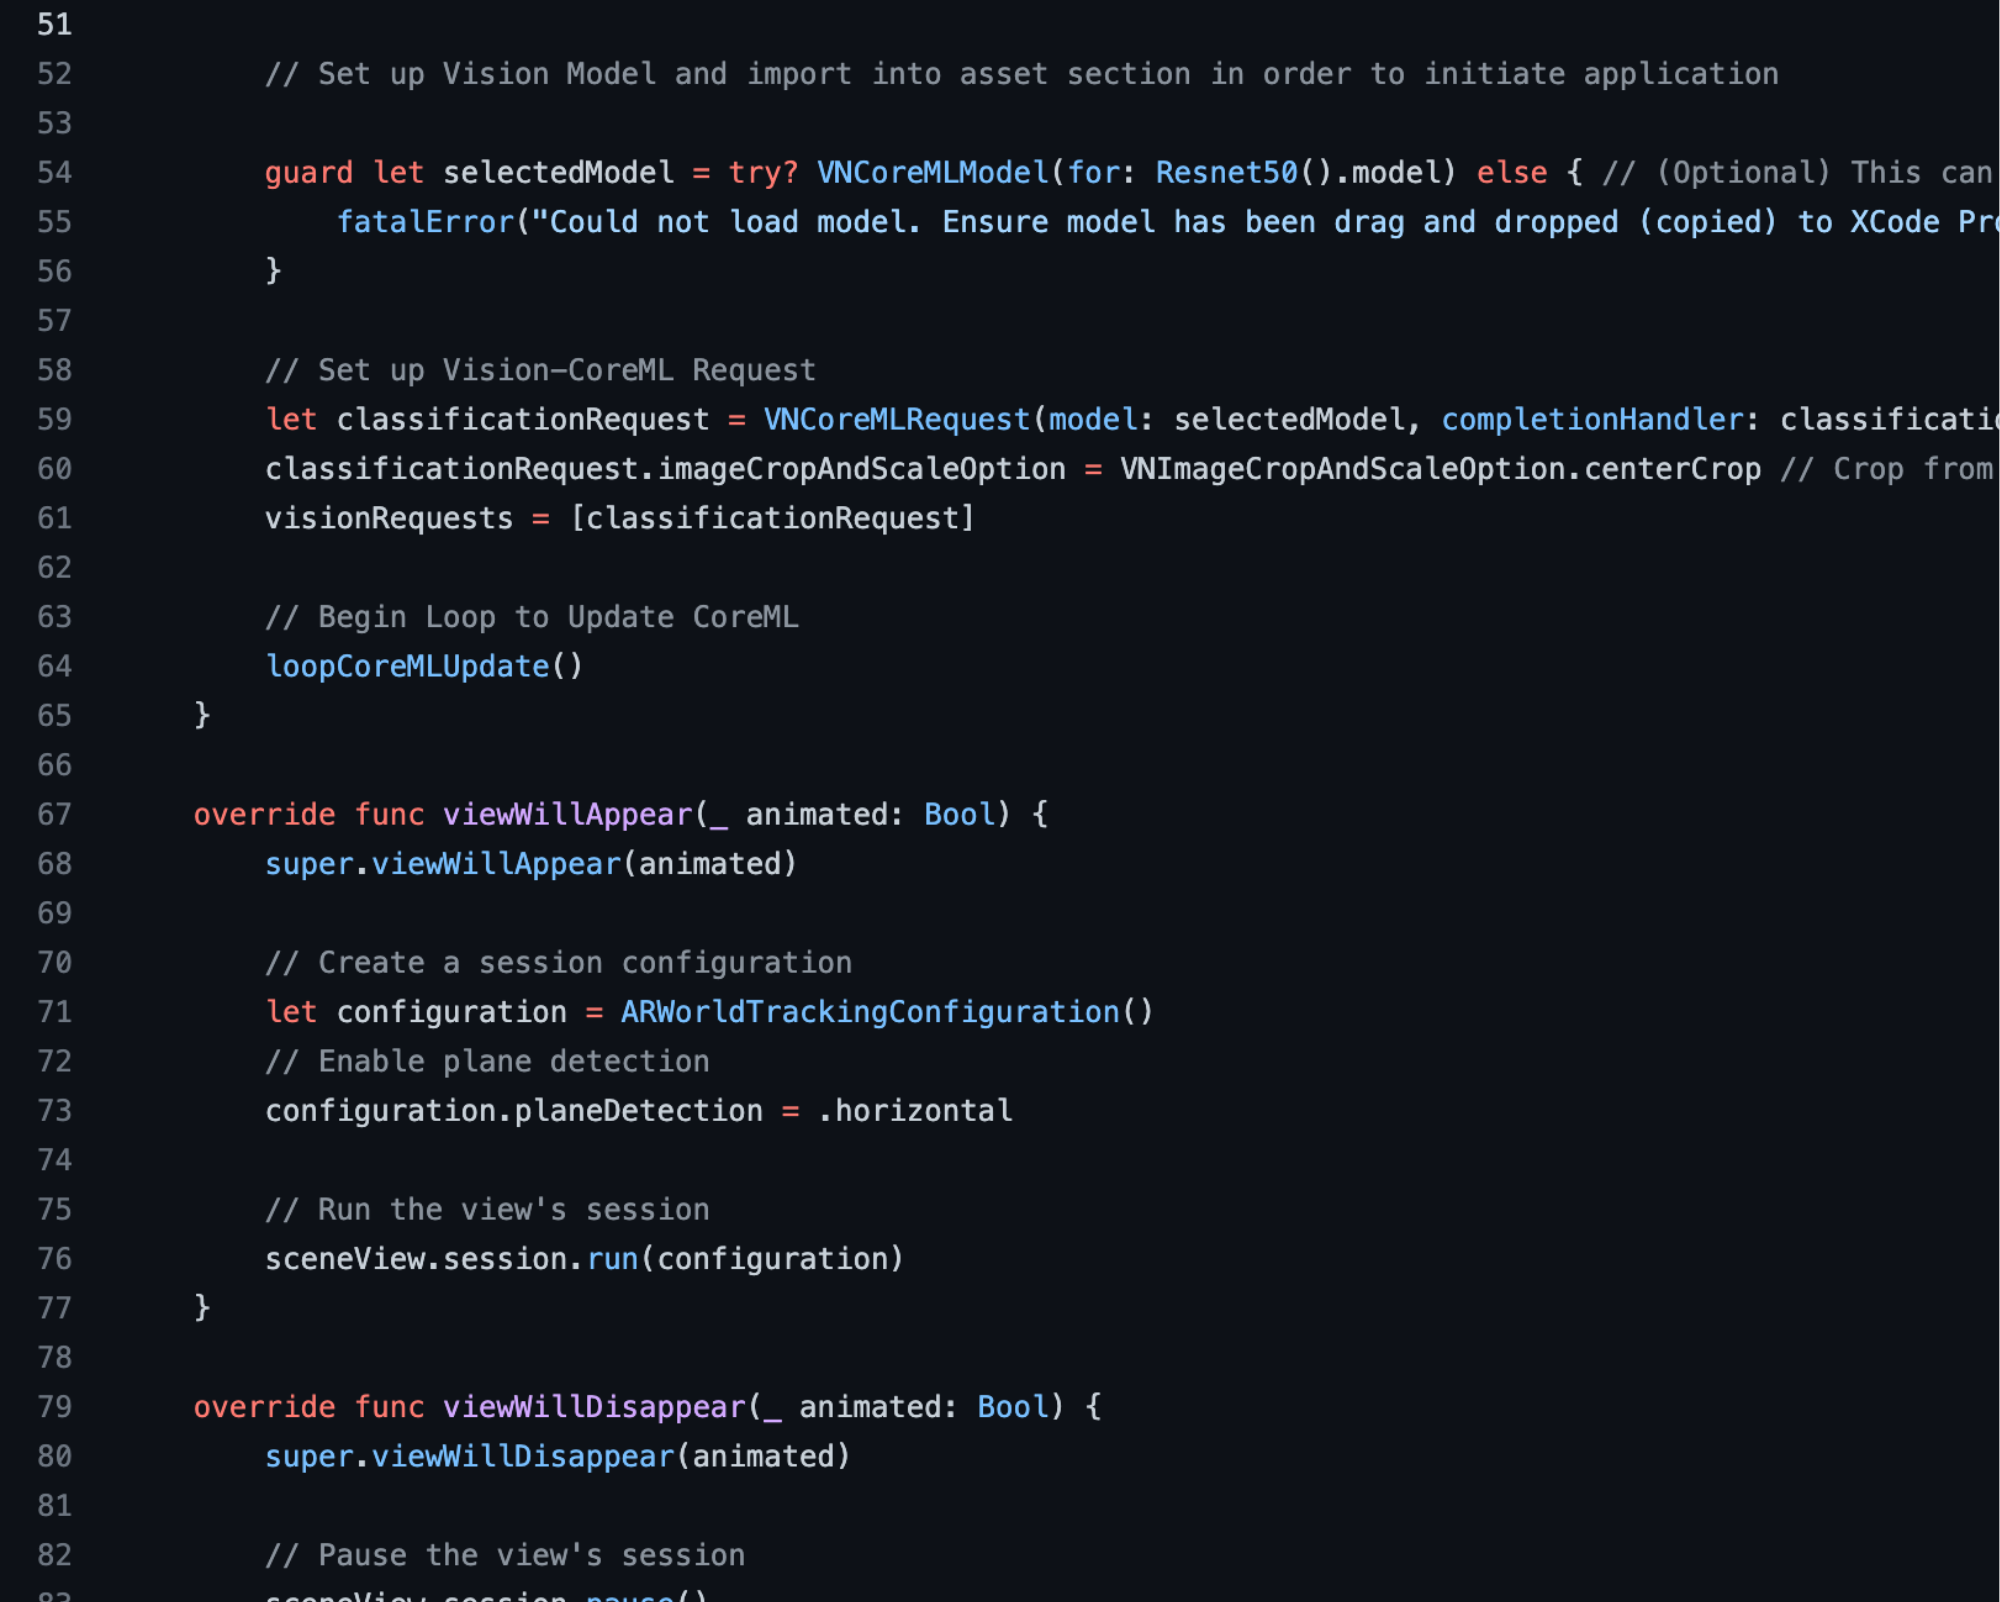 51
52 // Set up Vision Model and import into asset section in order to initiate application
53
54 guard let selectedModel = try? VNCoreMLModel(for: Resnet50().model) else { // (Optional) This can
55 fatalError("Could not load model. Ensure model has been drag and dropped (copied) to XCode
56 }
57
58 // Set up Vision-CoreML Request
59 let classificationRequest = VNCoreMLRequest(model: selectedModel, completionHandler:
60 classificationRequest.imageCropAndScaleOption = VNImageCropAndScaleOption.centerCrop // Crop from
61 visionRequests = [classificationRequest]
62
63 // Begin Loop to Update CoreML
64 loopCoreMLUpdate()
65 }
66
67 override func viewWillAppear(_ animated: Bool) {
68 super.viewWillAppear(animated)
69
70 // Create a session configuration
71 let configuration = ARWorldTrackingConfiguration()
72 // Enable plane detection
73 configuration.planeDetection = .horizontal
74
75 // Run the view's session
76 sceneView.session.run(configuration)
77 }
78
79 override func viewWillDisappear(_ animated: Bool) {
80 super.viewWillDisappear(animated)
81
82 // Pause the view's session
83 sceneView.session.pause()